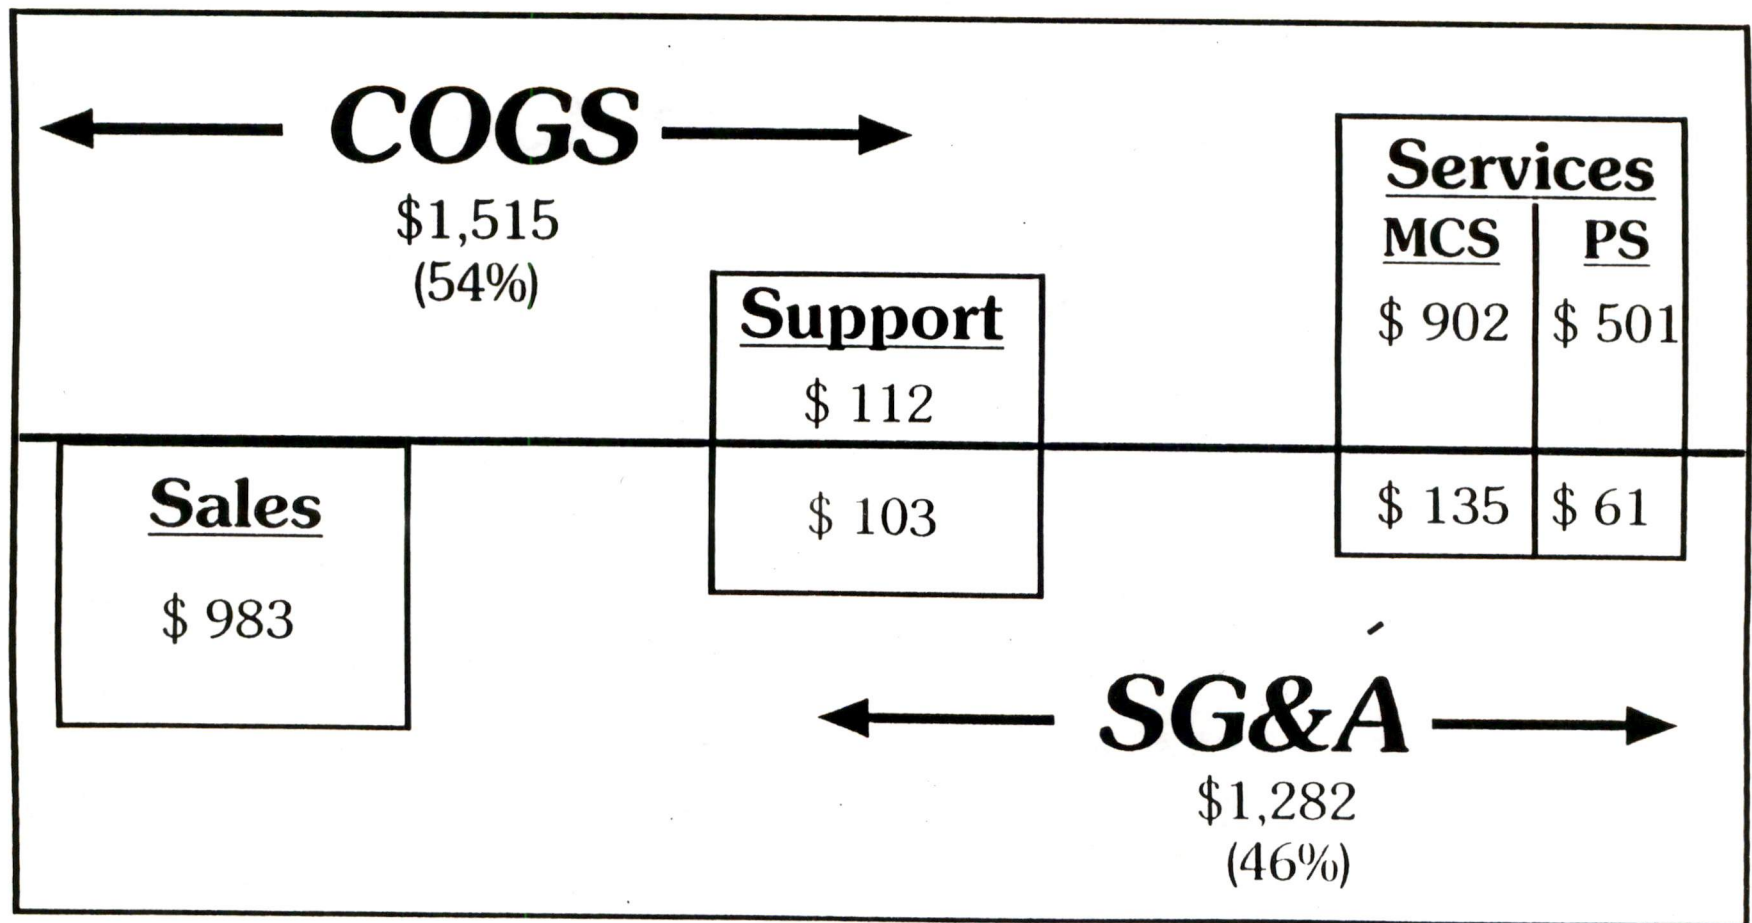 COGS
$1,515
(54%)
Services
MCS PS
$ 902 $ 501
Support
$ 112
$ 103
$ 135 $ 61
Sales
$ 983
SG&A
$1,282
(46%)